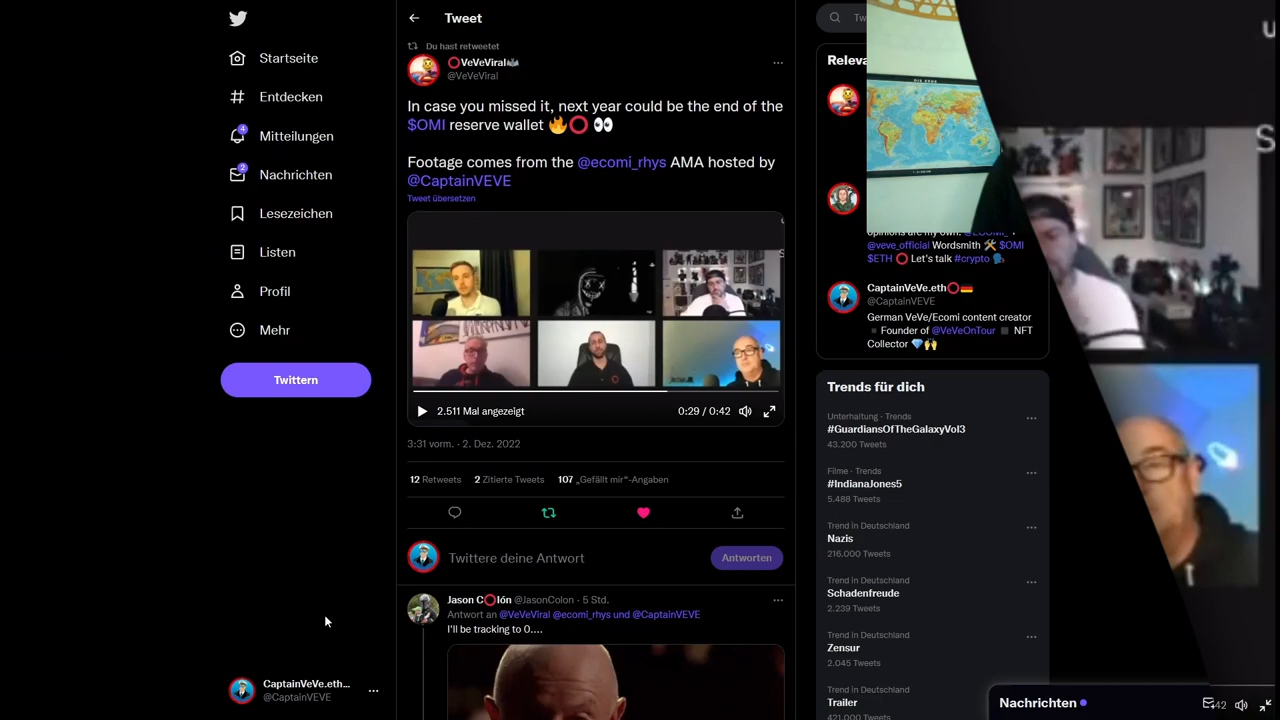 Startseite
Entdecken
4
Mitteilungen
2
Nachrichten
Lesezeichen
Listen
Profil
Mehr
Twittern
CaptainVeVe.eth...
@CaptainVEVE
Tweet
Du hast retweetet
VeVeViral
@VeVeViral
In case you missed it, next year could be the end of the
$OMI reserve wallet 🔥⭕ 👀
Footage comes from the @ecomi_rhys AMA hosted by
@CaptainVEVE
Tweet übersetzen
2.511 Mal angezeigt
0:29 / 0:42
3:31 vorm. · 2. Dez. 2022
12 Retweets 2 Zitierte Tweets 107 „Gefällt mir“-Angaben
Twittere deine Antwort
Antworten
Jason C⭕lón @JasonColon · 5 Std.
Antwort an @VeVeViral @ecomi_rhys und @CaptainVEVE
I'll be tracking to 0....
Tw
Releva
DIE ERDE
@veve_official Wordsmith 🛠 $OMI
$ETH ⭕ Let's talk #crypto 🗣
CaptainVeVe.eth⭕🇩🇪
@CaptainVEVE
German VeVe/Ecomi content creator
◾ Founder of @VeVeOnTour ◾ NFT
Collector 💎🙌
Trends für dich
Unterhaltung · Trends
#GuardiansOfTheGalaxyVol3
43.200 Tweets
Filme · Trends
#IndianaJones5
5.488 Tweets
Trend in Deutschland
Nazis
216.000 Tweets
Trend in Deutschland
Schadenfreude
2.239 Tweets
Trend in Deutschland
Zensur
2.045 Tweets
Trend in Deutschland
Trailer
421.000 Tweets
Nachrichten
42